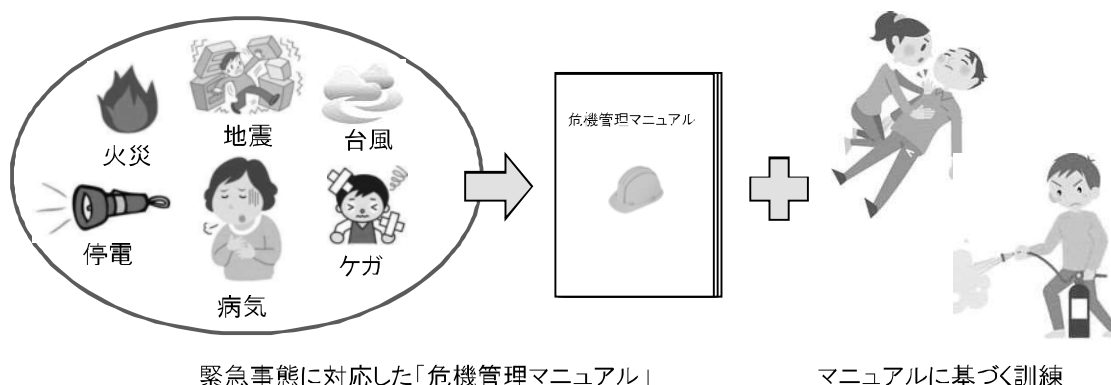 火災
地震
台風
停電
病気
ケガ
危機管理マニュアル
緊急事態に対応した「危機管理マニュアル」
マニュアルに基づく訓練